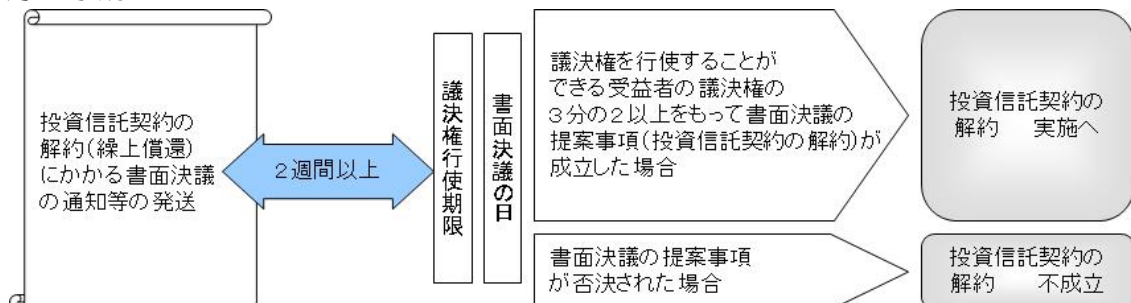 投資信託契約の
解約(繰上償還)
にかかる書面決議
の通知等の発送
2週間以上
議決権行使期限
書面決議の日
議決権を行使することが
できる受益者の議決権の
3分の2以上をもって書面決議の
提案事項(投資信託契約の解約)が
成立した場合
投資信託契約の
解約　実施へ
書面決議の提案事項
が否決された場合
投資信託契約の
解約　不成立